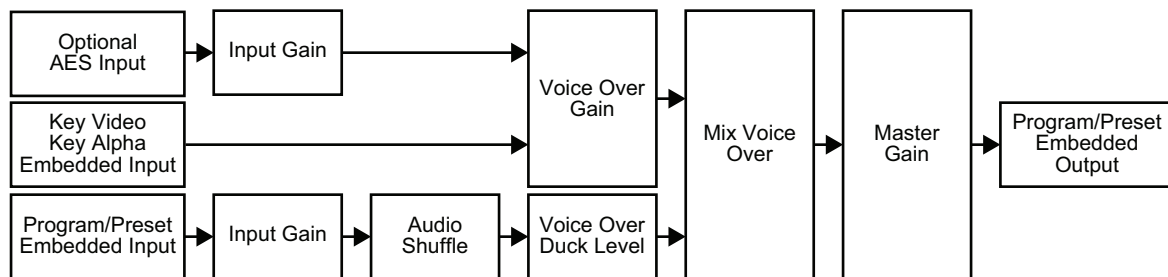 Optional
AES Input
Input Gain
Key Video
Key Alpha
Embedded Input
Voice Over
Gain
Program/Preset
Embedded Input
Input Gain
Audio
Shuffle
Voice Over
Duck Level
Mix Voice
Over
Master
Gain
Program/Preset
Embedded
Output